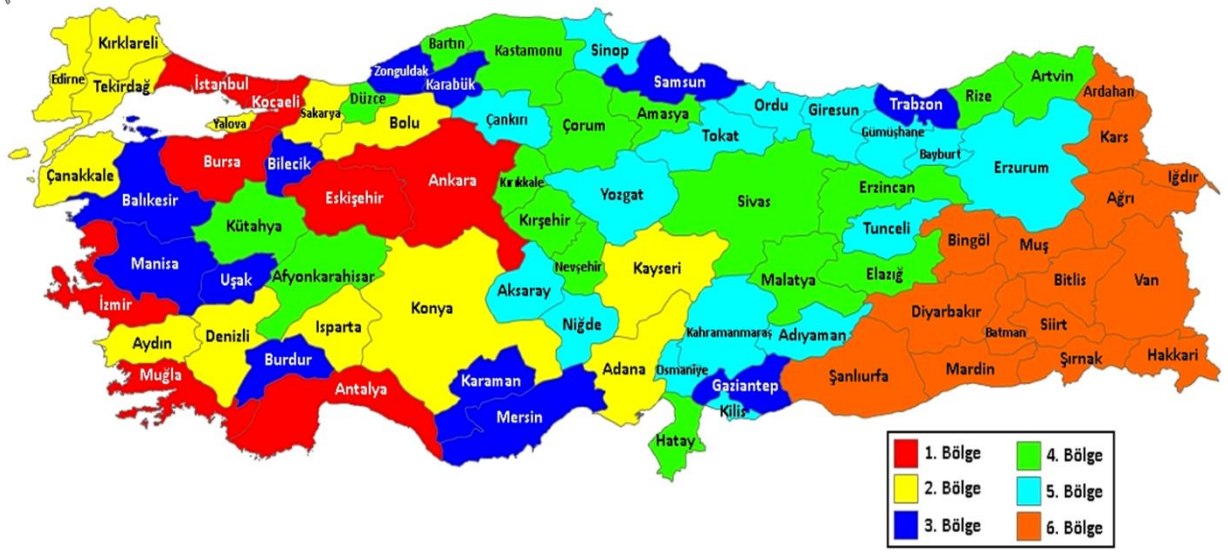 Kırklareli
Edirne
Tekirdağ
İstanbul
Kocaeli
Yalova
Sakarya
Düzce
Bolu
Zonguldak
Bartın
Karabük
Kastamonu
Sinop
Samsun
Çankırı
Çorum
Amasya
Tokat
Ordu
Giresun
Trabzon
Gümüşhane
Bayburt
Rize
Artvin
Ardahan
Kars
Iğdır
Ağrı
Erzurum
Erzincan
Çanakkale
Balıkesir
Bursa
Bilecik
Eskişehir
Ankara
Kırıkkale
Kırşehir
Yozgat
Sivas
Tunceli
Bingöl
Muş
Bitlis
Van
Kütahya
Manisa
Uşak
Afyonkarahisar
İzmir
Aydın
Denizli
Isparta
Burdur
Konya
Aksaray
Nevşehir
Niğde
Kayseri
Malatya
Elazığ
Diyarbakır
Batman
Siirt
Kahramanmaraş
Adıyaman
Şanlıurfa
Mardin
Şırnak
Hakkari
Muğla
Antalya
Karaman
Mersin
Adana
Osmaniye
Gaziantep
Kilis
Hatay
1. Bölge
2. Bölge
3. Bölge
4. Bölge
5. Bölge
6. Bölge